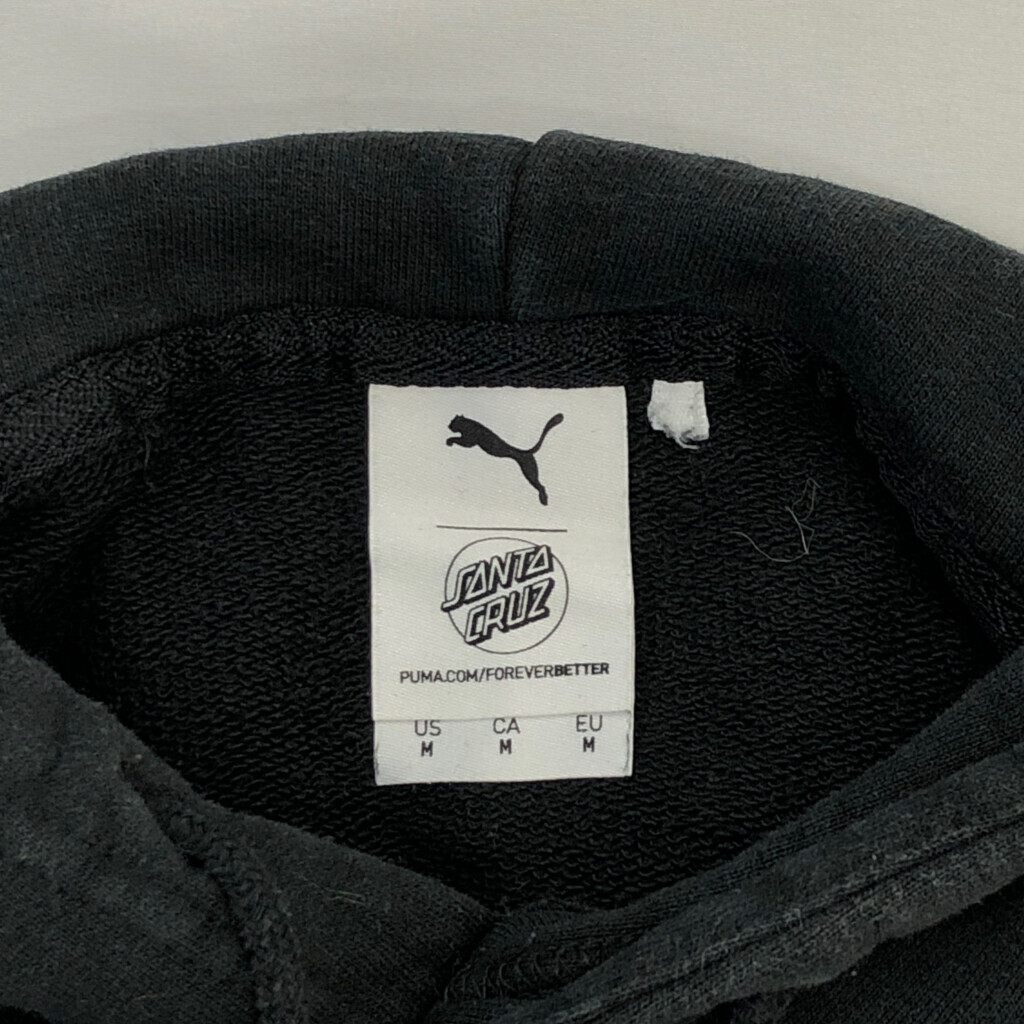 SANTA
CRUZ
PUMA.COM/FOREVERBETTER
US CA EU
M M M